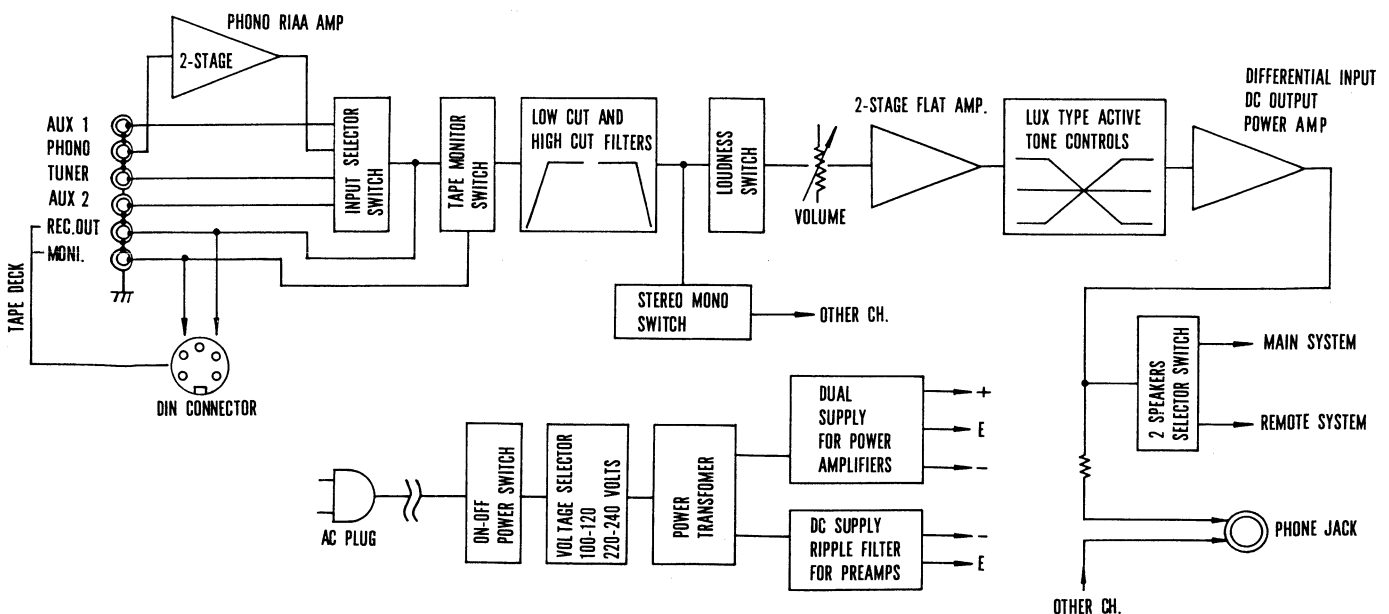 PHONO RIAA AMP
2-STAGE
AUX 1
PHONO
TUNER
AUX 2
REC.OUT
MONI.
TAPE DECK
DIN CONNECTOR
INPUT SELECTOR
SWITCH
TAPE MONITOR
SWITCH
LOW CUT AND
HIGH CUT FILTERS
STEREO MONO
SWITCH
OTHER CH.
LOUDNESS
SWITCH
VOLUME
2-STAGE FLAT AMP.
LUX TYPE ACTIVE
TONE CONTROLS
DIFFERENTIAL INPUT
DC OUTPUT
POWER AMP
2 SPEAKERS
SELECTOR SWITCH
MAIN SYSTEM
REMOTE SYSTEM
PHONE JACK
OTHER CH.
AC PLUG
ON-OFF
POWER SWITCH
VOLTAGE SELECTOR
100-120
220-240 VOLTS
POWER
TRANSFOMER
DUAL
SUPPLY
FOR POWER
AMPLIFIERS
+
E
−
DC SUPPLY
RIPPLE FILTER
FOR PREAMPS
−
E